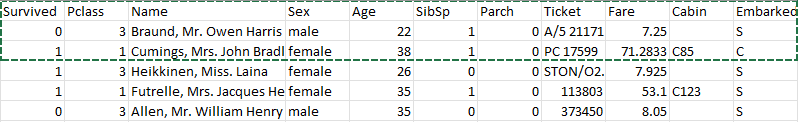 Survived Pclass Name Sex Age SibSp Parch Ticket Fare Cabin Embarked
0 3 Braund, Mr. Owen Harris male 22 1 0 A/5 21171 7.25 S
1 1 Cumings, Mrs. John Bradl female 38 1 0 PC 17599 71.2833 C85 C
1 3 Heikkinen, Miss. Laina female 26 0 0 STON/O2. 7.925 S
1 1 Futrelle, Mrs. Jacques He female 35 1 0 113803 53.1 C123 S
0 3 Allen, Mr. William Henry male 35 0 0 373450 8.05 S